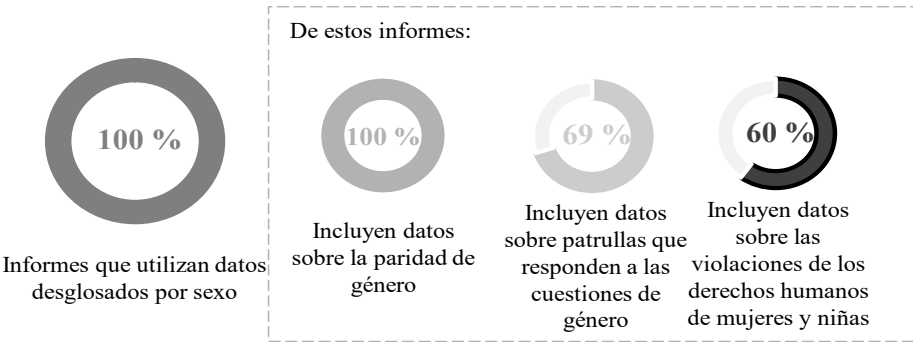 De estos informes:
100 %
100 %
69 %
60 %
Informes que utilizan datos
desglosados por sexo
Incluyen datos
sobre la paridad de
género
Incluyen datos
sobre patrullas que
responden a las
cuestiones de
género
Incluyen datos
sobre las
violaciones de los
derechos humanos
de mujeres y niñas